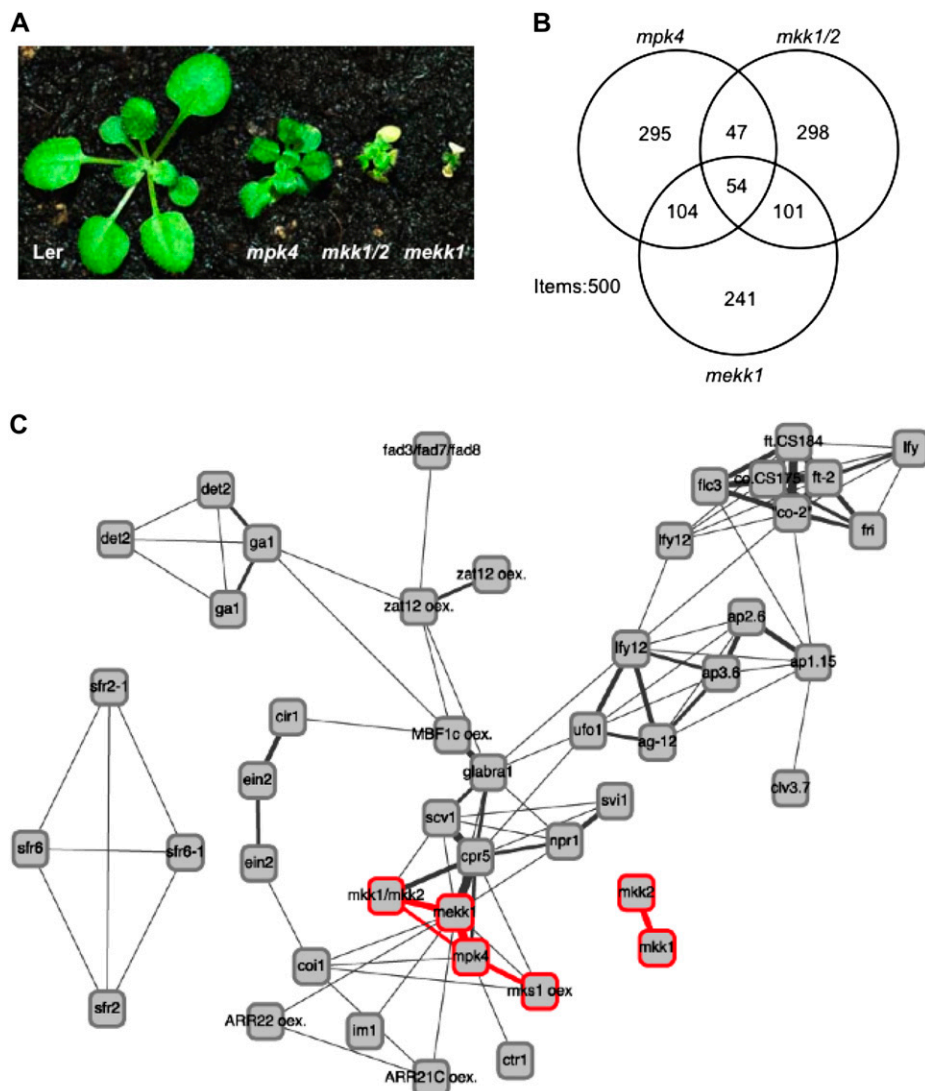 A
Ler
mpk4
mkk1/2
mekk1
B
mpk4
mkk1/2
295
47
298
54
104
101
Items:500
241
mekk1
C
fad3/fad7/fad8
ft.CS184
lfy
flc3
co.CS175
ft-2
det2
co-2*
fri
det2
ga1
lfy12
zat12 oex.
ga1
zat12 oex.
ap2.6
lfy12
ap3.6
ap1.15
sfr2-1
cir1
MBF1c oex.
ufo1
ag-12
ein2
glabra1
clv3.7
svi1
scv1
npr1
sfr6
sfr6-1
ein2
cpr5
mkk1/mkk2
mkk2
mekk1
mkk1
coi1
mpk4
mks1 oex
sfr2
ARR22 oex.
im1
ctr1
ARR21C oex.